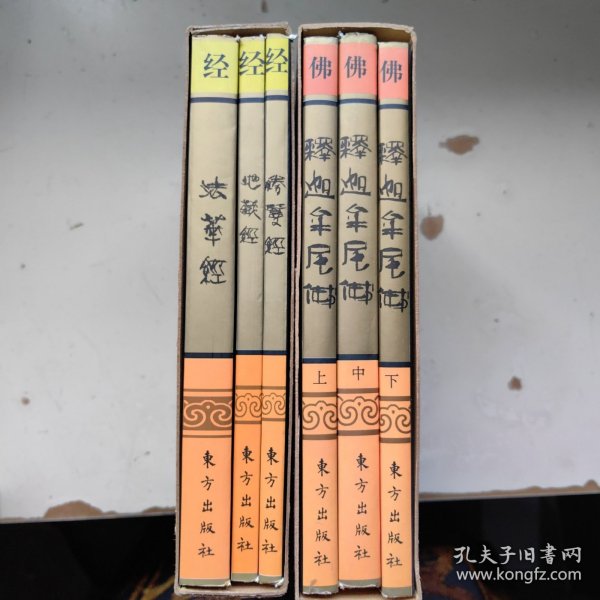 经
法華經
東方出版社
经
地藏經
東方出版社
经
東方出版社
佛
釋迦牟尼佛
上
東方出版社
佛
釋迦牟尼佛
中
東方出版社
佛
釋迦牟尼佛
下
東方出版社
孔夫子旧书网
www.kongfz.com